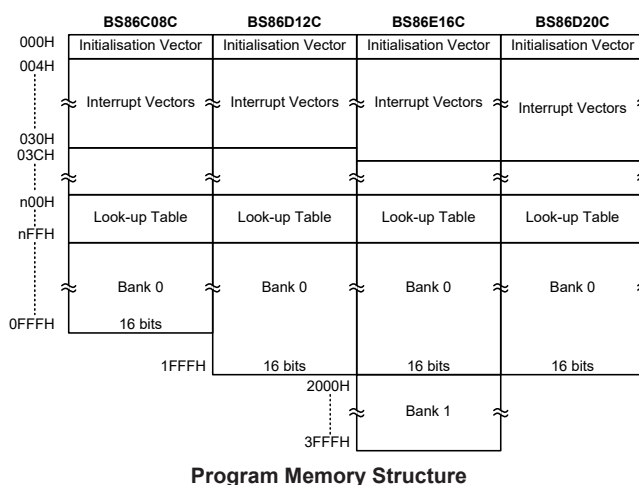 BS86C08C BS86D12C BS86E16C BS86D20C
000H Initialisation Vector Initialisation Vector Initialisation Vector Initialisation Vector
004H
Interrupt Vectors Interrupt Vectors Interrupt Vectors Interrupt Vectors
030H
03CH
n00H
Look-up Table Look-up Table Look-up Table Look-up Table
nFFH
Bank 0 Bank 0 Bank 0 Bank 0
0FFFH 16 bits
1FFFH 16 bits 16 bits 16 bits
2000H
Bank 1
3FFFH
Program Memory Structure